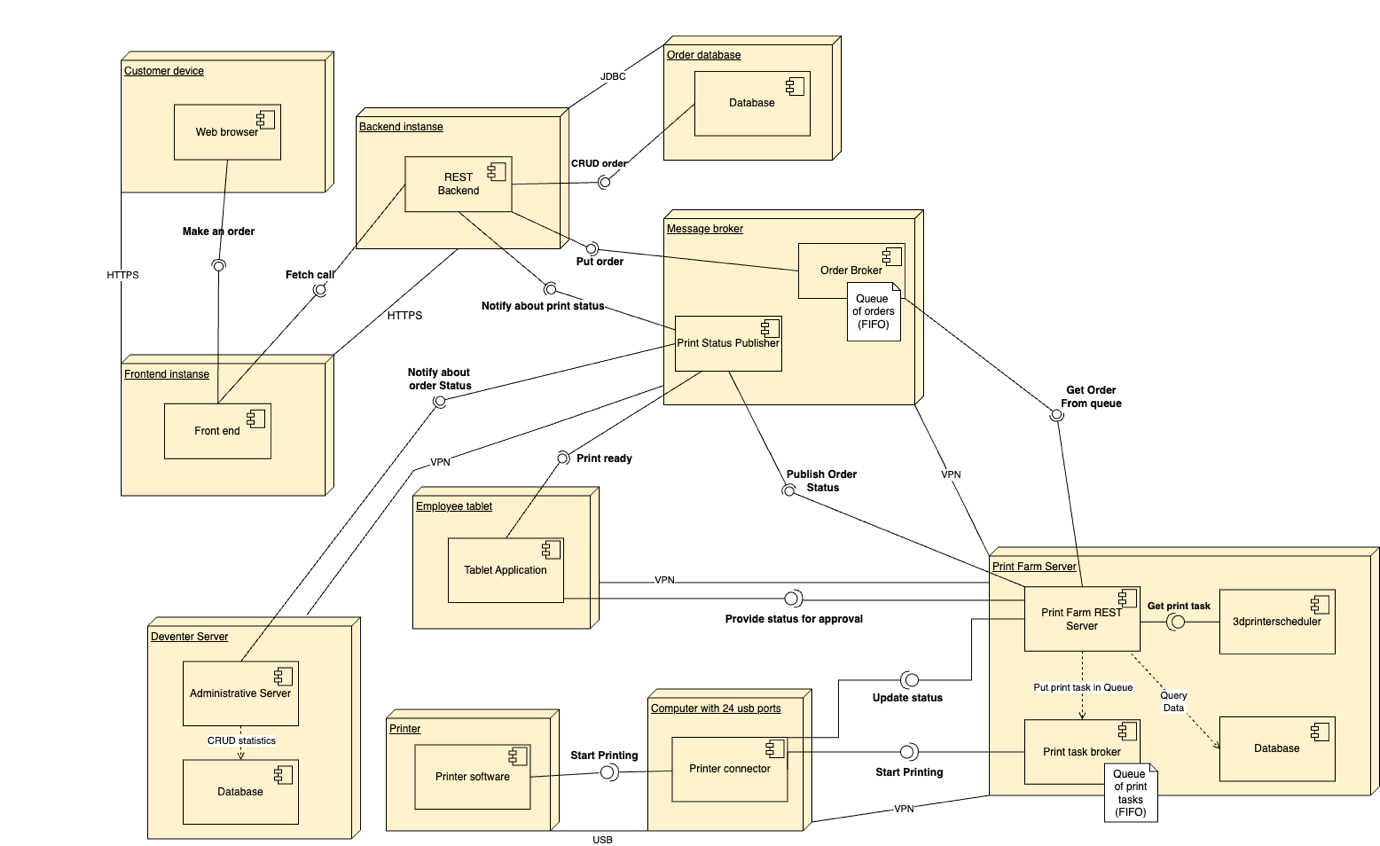 Customer device
Web browser
Make an order
HTTPS
Backend instanse
REST
Backend
JDBC
Order database
Database
CRUD order
Fetch call
HTTPS
Put order
Notify about print status
Message broker
Order Broker
Queue
of orders
(FIFO)
Print Status Publisher
Frontend instanse
Front end
Notify about
order Status
VPN
Print ready
Publish Order
Status
VPN
Get Order
From queue
Employee tablet
Tablet Application
VPN
Provide status for approval
Print Farm Server
Print Farm REST
Server
Get print task
3dprinterscheduler
Put print task in Queue
Query
Data
Print task broker
Queue
of print
tasks
(FIFO)
Database
Deventer Server
Administrative Server
CRUD statistics
Database
Printer
Printer software
Start Printing
USB
Computer with 24 usb ports
Printer connector
Update status
Start Printing
VPN